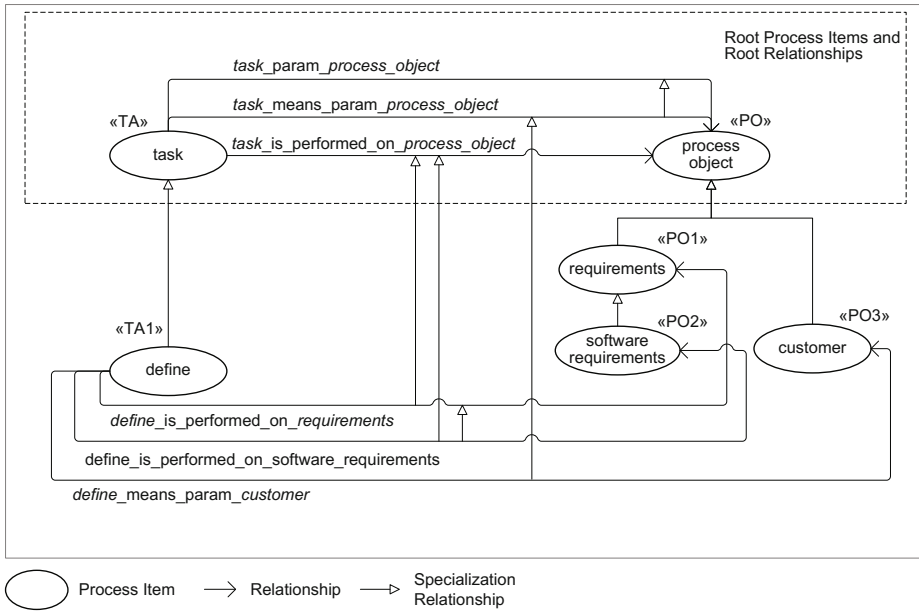 Root Process Items and
Root Relationships
task_param_process_object
task_means_param_process_object
«TA»
«PO»
task_is_performed_on_process_object
task
process
object
«PO1»
requirements
«TA1»
«PO2»
«PO3»
software
requirements
customer
define
define_is_performed_on_requirements
define_is_performed_on_software_requirements
define_means_param_customer
Process Item
Relationship
Specialization
Relationship